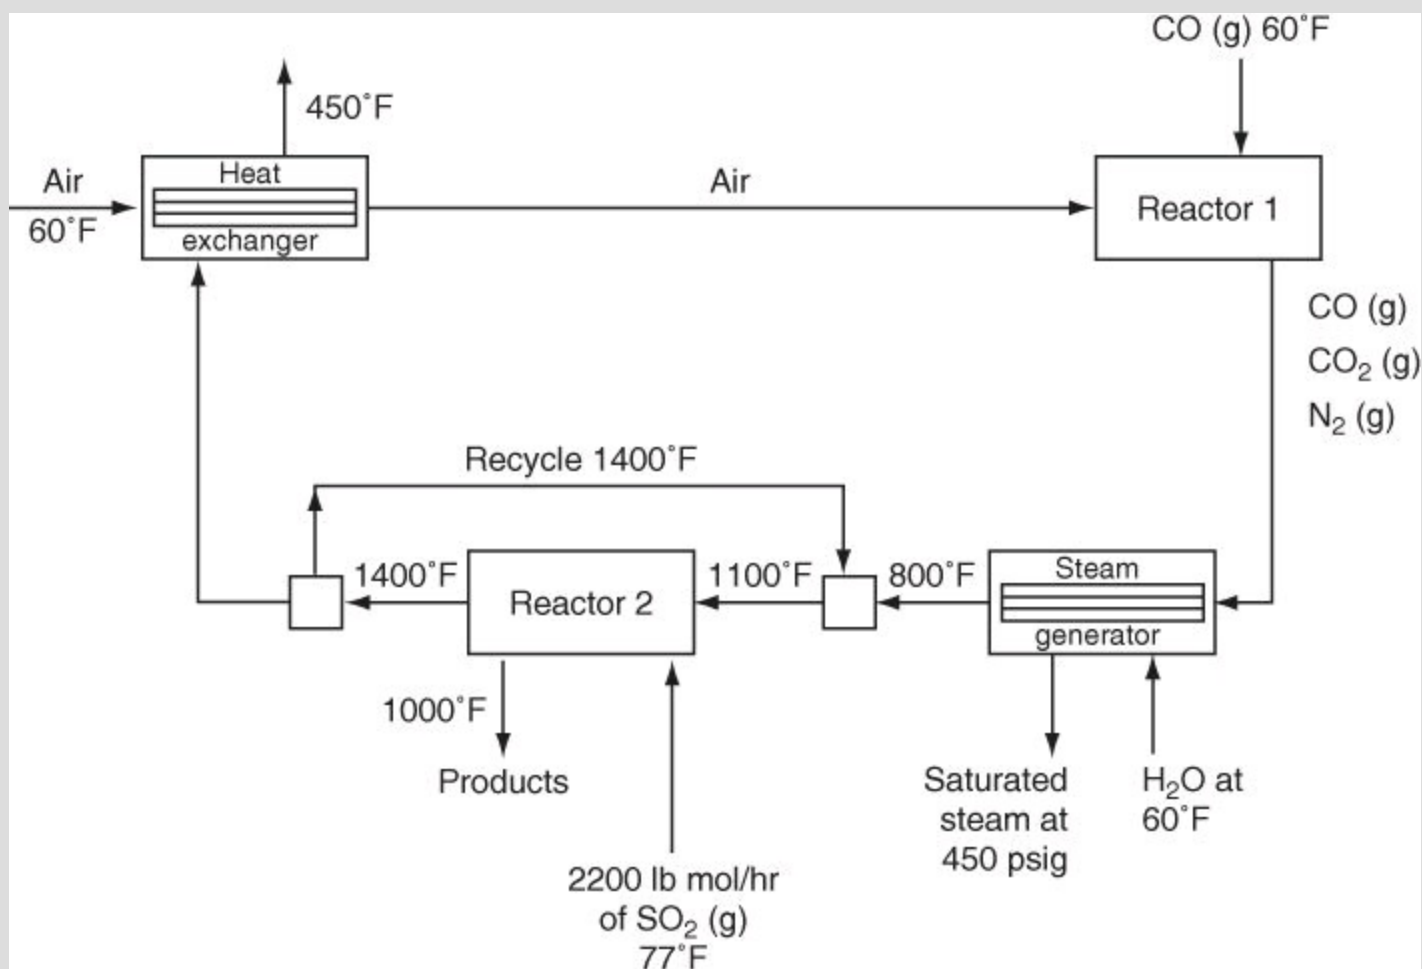 CO (g) 60˚F
450˚F
Heat
exchanger
Air
60˚F
Air
Reactor 1
CO (g)
CO₂ (g)
N₂ (g)
Recycle 1400˚F
1400˚F
Reactor 2
1100˚F
800˚F
Steam
generator
1000˚F
Products
Saturated
steam at
450 psig
H₂O at
60˚F
2200 lb mol/hr
of SO₂ (g)
77˚F